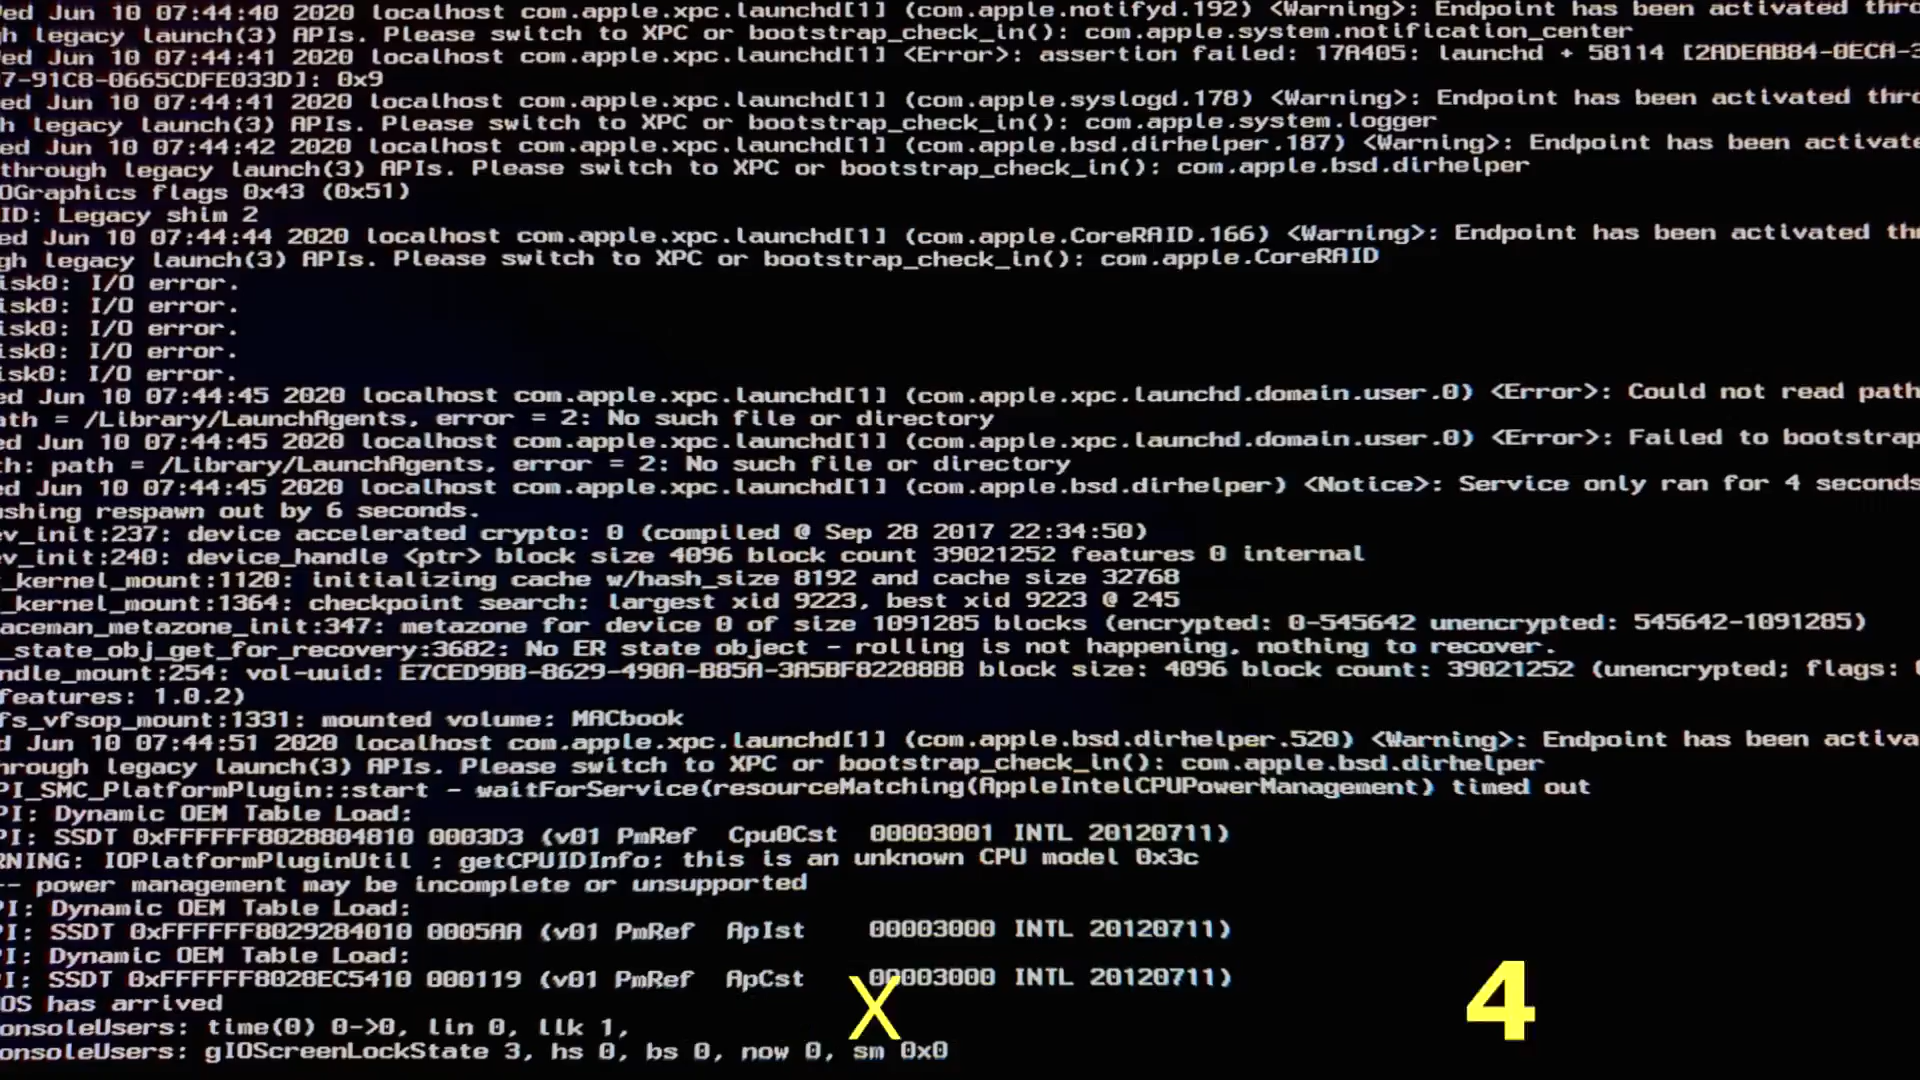 ed Jun 10 07:44:40 2020 localhost com.apple.xpc.launchd[1] (com.apple.notifyd.192) <Warning>: Endpoint has been activated thro
h legacy launch(3) APIs. Please switch to XPC or bootstrap_check_in(): com.apple.system.notification_center
ed Jun 10 07:44:41 2020 localhost com.apple.xpc.launchd[1] <Error>: assertion failed: 17A405: launchd + 58114 [2ADEAB84-0ECA-3
7-91C8-0665CDFE033D]: 0x9
ed Jun 10 07:44:41 2020 localhost com.apple.xpc.launchd[1] (com.apple.syslogd.178) <Warning>: Endpoint has been activated thro
h legacy launch(3) APIs. Please switch to XPC or bootstrap_check_in(): com.apple.system.logger
ed Jun 10 07:44:42 2020 localhost com.apple.xpc.launchd[1] (com.apple.bsd.dirhelper.187) <Warning>: Endpoint has been activate
through legacy launch(3) APIs. Please switch to XPC or bootstrap_check_in(): com.apple.bsd.dirhelper
OGraphics flags 0x43 (0x51)
ID: Legacy shim 2
ed Jun 10 07:44:44 2020 localhost com.apple.xpc.launchd[1] (com.apple.CoreRAID.166) <Warning>: Endpoint has been activated th
gh legacy launch(3) APIs. Please switch to XPC or bootstrap_check_in(): com.apple.CoreRAID
isk0: I/O error.
isk0: I/O error.
isk0: I/O error.
isk0: I/O error.
isk0: I/O error.
ed Jun 10 07:44:45 2020 localhost com.apple.xpc.launchd[1] (com.apple.xpc.launchd.domain.user.0) <Error>: Could not read path
ath = /Library/LaunchAgents, error = 2: No such file or directory
ed Jun 10 07:44:45 2020 localhost com.apple.xpc.launchd[1] (com.apple.xpc.launchd.domain.user.0) <Error>: Failed to bootstrap
th: path = /Library/LaunchAgents, error = 2: No such file or directory
ed Jun 10 07:44:45 2020 localhost com.apple.xpc.launchd[1] (com.apple.bsd.dirhelper) <Notice>: Service only ran for 4 seconds
shing respawn out by 6 seconds.
ev_init:237: device accelerated crypto: 0 (compiled @ Sep 28 2017 22:34:50)
ev_init:240: device_handle <ptr> block size 4096 block count 39021252 features 0 internal
_kernel_mount:1120: initializing cache w/hash_size 8192 and cache size 32768
_kernel_mount:1364: checkpoint search: largest xid 9223, best xid 9223 @ 245
aceman_metazone_init:347: metazone for device 0 of size 1091285 blocks (encrypted: 0-545642 unencrypted: 545642-1091285)
_state_obj_get_for_recovery:3682: No ER state object - rolling is not happening, nothing to recover.
ndle_mount:254: vol-uuid: E7CED9BB-8629-490A-B85A-3A5BF82288BB block size: 4096 block count: 39021252 (unencrypted; flags:
features: 1.0.2)
fs_vfsop_mount:1331: mounted volume: MACbook
d Jun 10 07:44:51 2020 localhost com.apple.xpc.launchd[1] (com.apple.bsd.dirhelper.520) <Warning>: Endpoint has been activa
hrough legacy launch(3) APIs. Please switch to XPC or bootstrap_check_in(): com.apple.bsd.dirhelper
PI_SMC_PlatformPlugin::start - waitForService(resourceMatching(AppleIntelCPUPowerManagement) timed out
PI: Dynamic OEM Table Load:
PI: SSDT 0xFFFFFF8028804810 0003D3 (v01 PmRef Cpu0Cst 00003001 INTL 20120711)
RNING: IOPlatformPluginUtil : getCPUIDInfo: this is an unknown CPU model 0x3c
-- power management may be incomplete or unsupported
PI: Dynamic OEM Table Load:
PI: SSDT 0xFFFFFF8029284010 0005AA (v01 PmRef ApIst 00003000 INTL 20120711)
PI: Dynamic OEM Table Load:
PI: SSDT 0xFFFFFF8028EC5410 000119 (v01 PmRef ApCst 00003000 INTL 20120711)
OS has arrived
onsoleUsers: time(0) 0->0, lin 0, llk 1,
onsoleUsers: gIOScreenLockState 3, hs 0, bs 0, now 0, sm 0x0
X 4